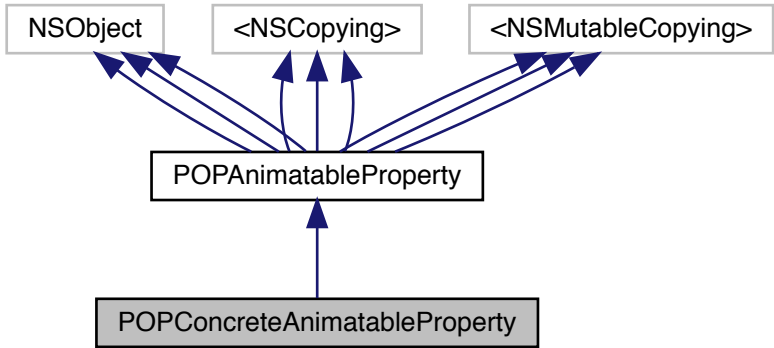 NSObject
<NSCopying>
<NSMutableCopying>
POPAnimatableProperty
POPConcreteAnimatableProperty